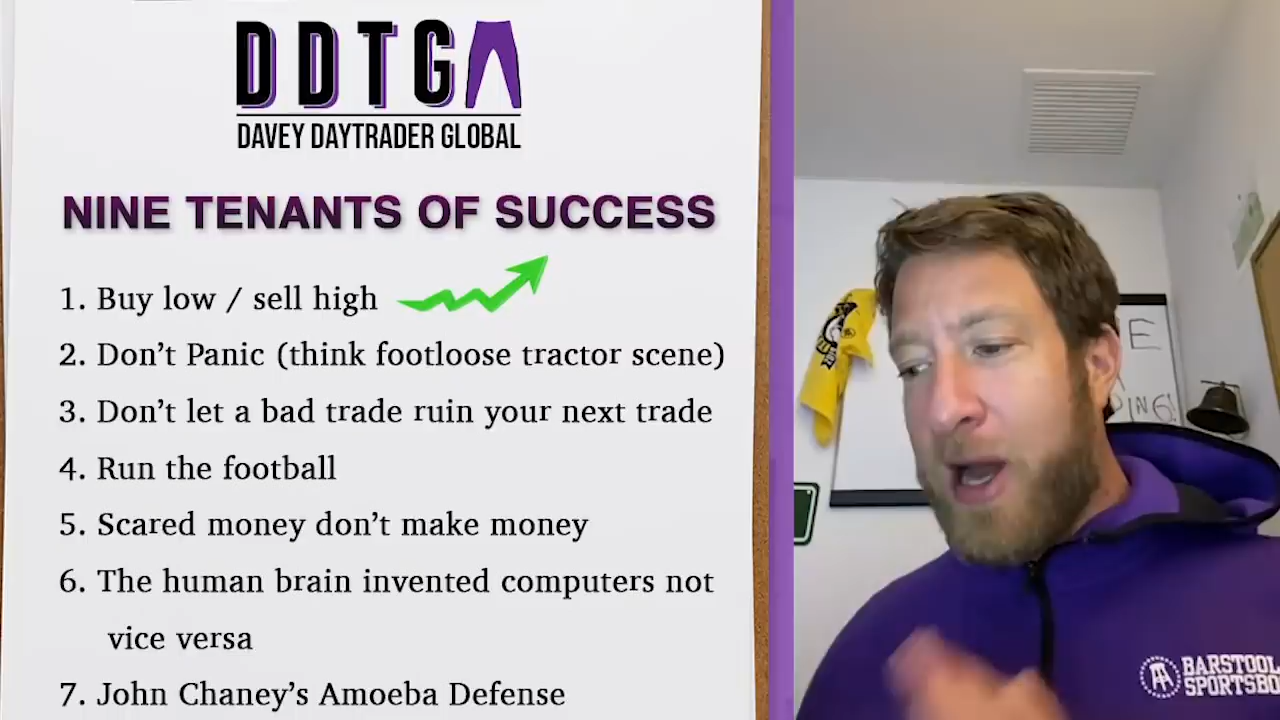 DDTG
DAVEY DAYTRADER GLOBAL
NINE TENANTS OF SUCCESS
1. Buy low / sell high
2. Don’t Panic (think footloose tractor scene)
3. Don’t let a bad trade ruin your next trade
4. Run the football
5. Scared money don’t make money
6. The human brain invented computers not
vice versa
7. John Chaney’s Amoeba Defense
E
DING!
BARSTOOL
SPORTSBO